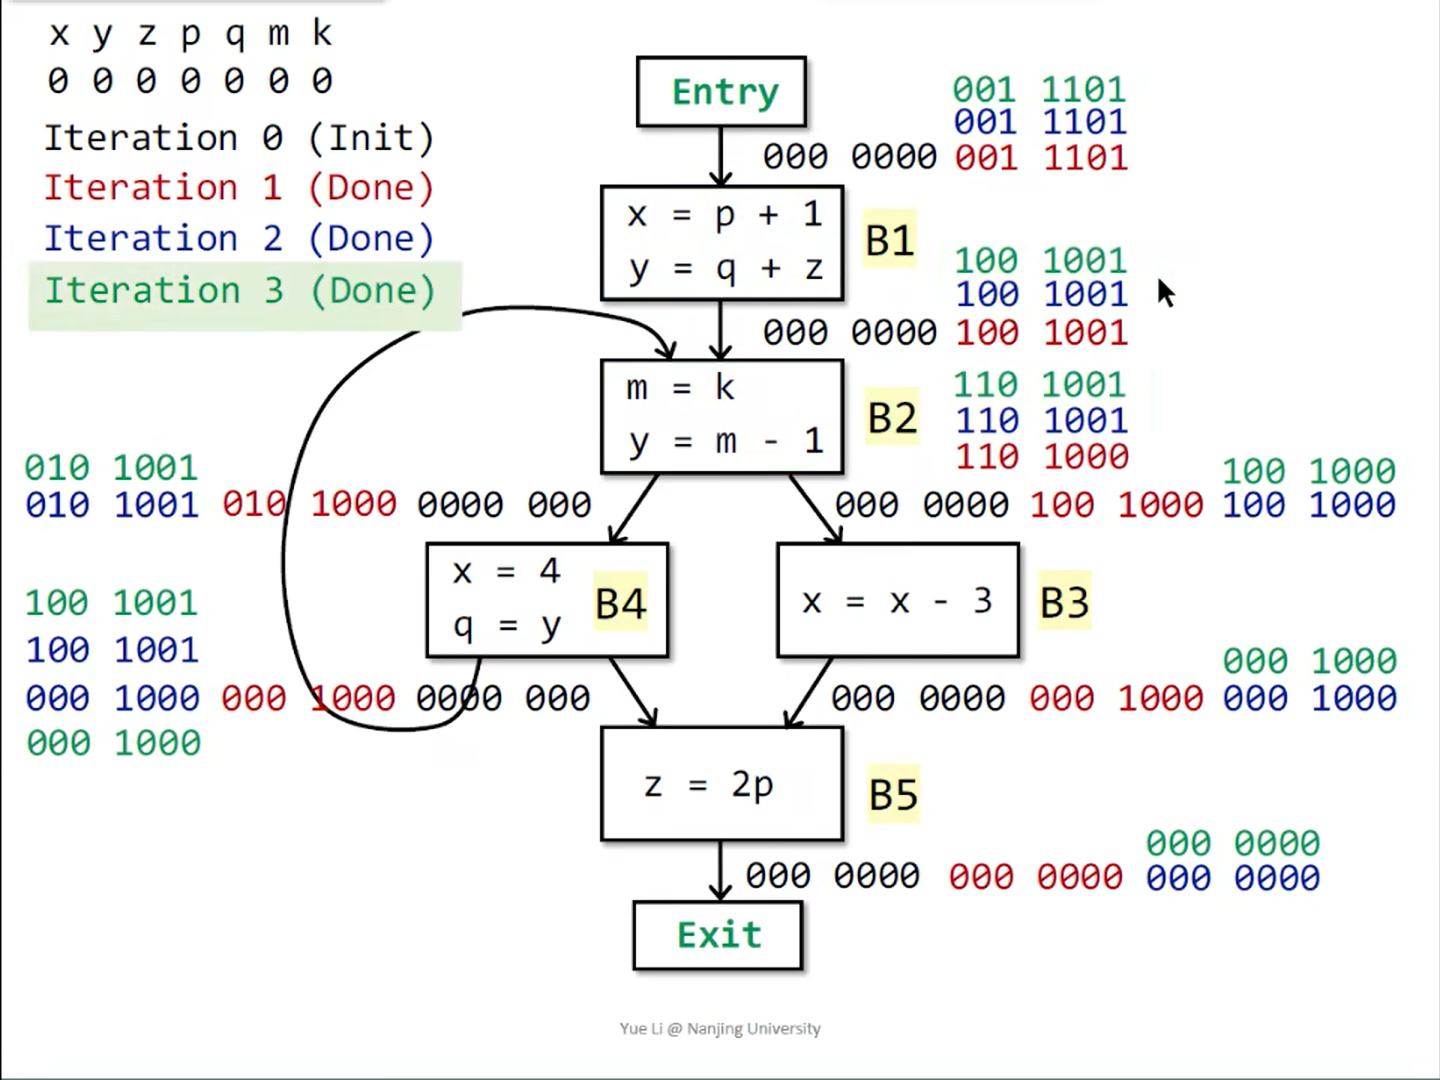 x y z p q m k
0 0 0 0 0 0 0
Iteration 0 (Init)
Iteration 1 (Done)
Iteration 2 (Done)
Iteration 3 (Done)
Entry
001 1101
001 1101
000 0000 001 1101
x = p + 1
y = q + z
B1
100 1001
100 1001
000 0000 100 1001
m = k
y = m - 1
B2
110 1001
110 1001
110 1000
010 1001
010 1001 010 1000 0000 000
100 1000
000 0000 100 1000 100 1000
x = 4
q = y
B4
x = x - 3
B3
100 1001
100 1001
000 1000 000 1000 0000 000
000 1000
000 1000
000 0000 000 1000 000 1000
z = 2p
B5
000 0000
000 0000 000 0000 000 0000
Exit
Yue Li @ Nanjing University